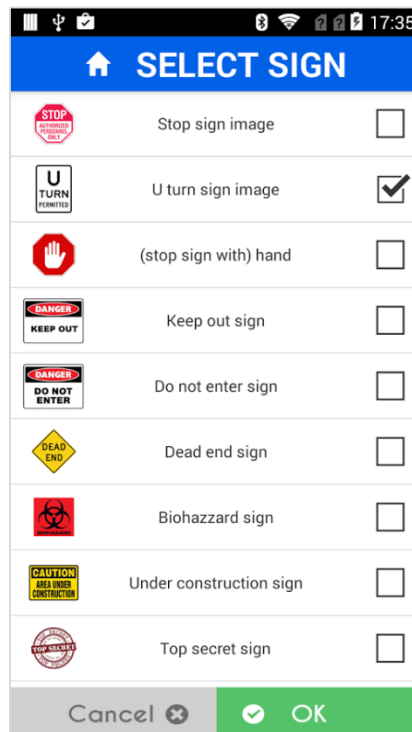 17:35
SELECT SIGN
STOP
AUTHORIZED
PERSONNEL
ONLY
Stop sign image
U
TURN
PERMITTED
U turn sign image
(stop sign with) hand
DANGER
KEEP OUT
Keep out sign
DANGER
DO NOT
ENTER
Do not enter sign
DEAD
END
Dead end sign
BIOHAZARD
Biohazzard sign
CAUTION
AREA UNDER
CONSTRUCTION
Under construction sign
TOP SECRET
Top secret sign
Cancel
OK